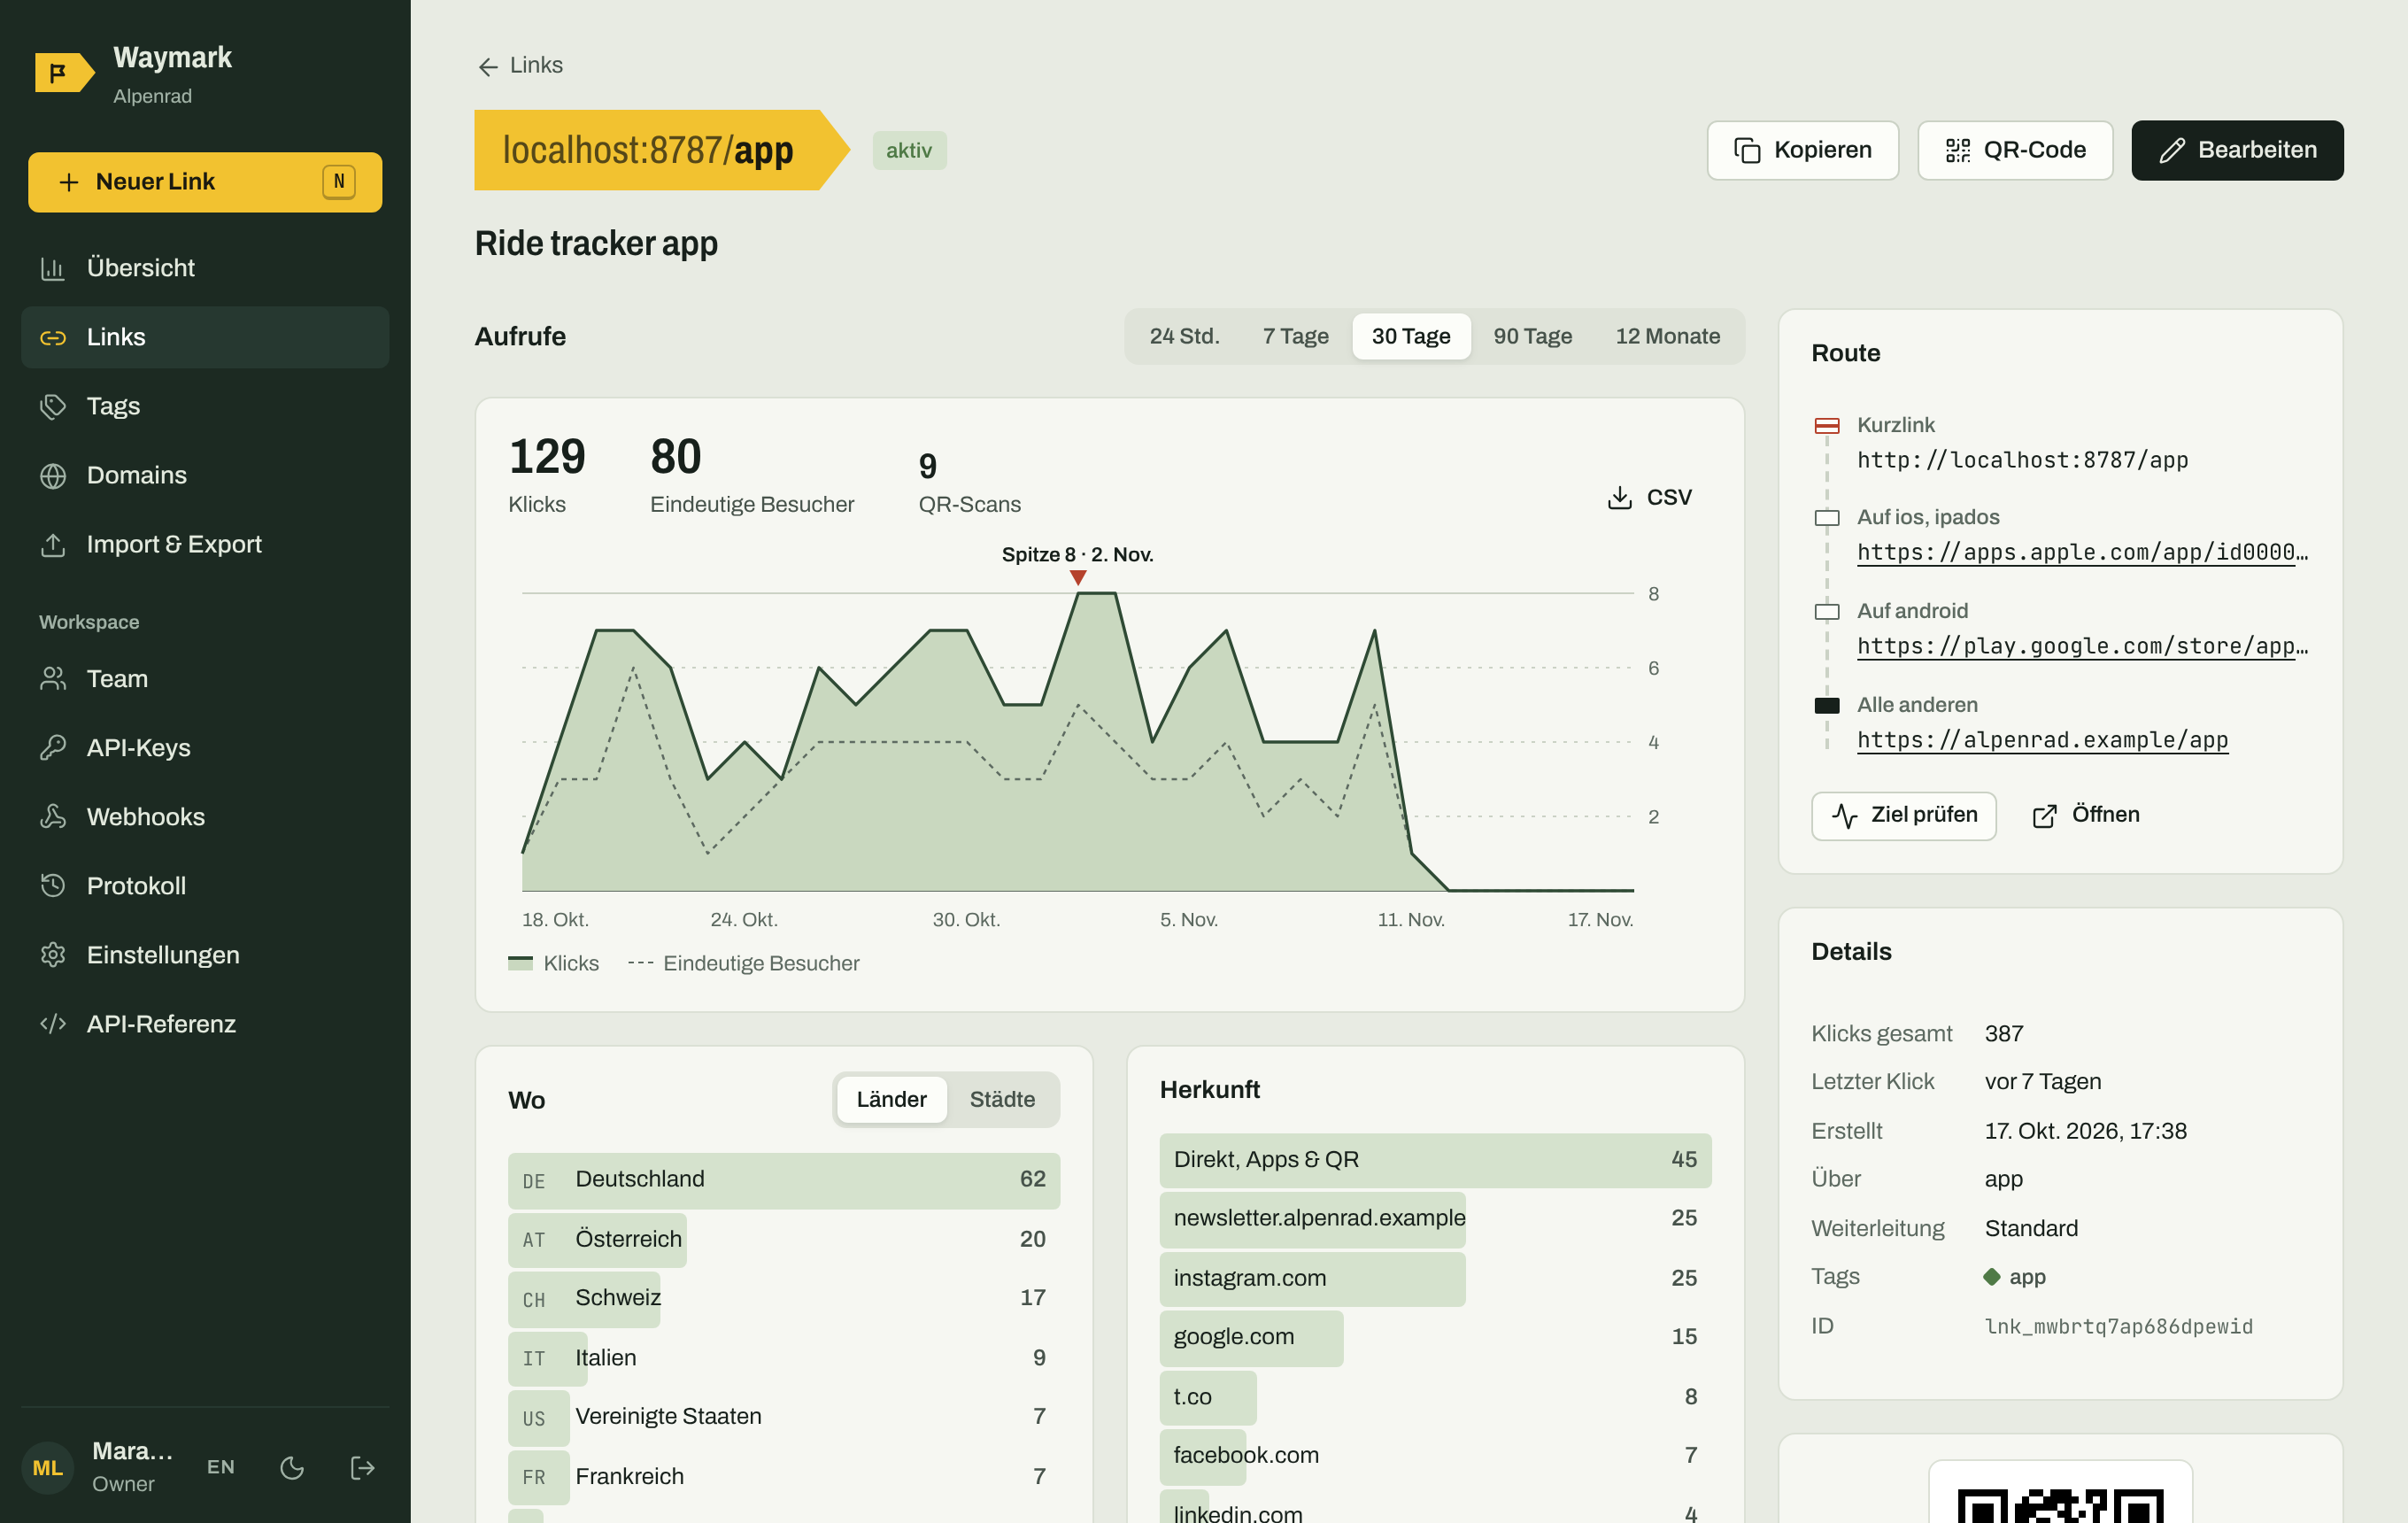 Waymark
Alpenrad
Neuer Link N
Übersicht
Links
Tags
Domains
Import & Export
Workspace
Team
API-Keys
Webhooks
Protokoll
Einstellungen
API-Referenz
ML
Mara...
Owner
EN
Links
localhost:8787/app
aktiv
Kopieren
QR-Code
Bearbeiten
Ride tracker app
Aufrufe
24 Std. 7 Tage 30 Tage 90 Tage 12 Monate
129 80 9
Klicks Eindeutige Besucher QR-Scans
CSV
Spitze 8 · 2. Nov.
8
6
4
2
18. Okt. 24. Okt. 30. Okt. 5. Nov. 11. Nov. 17. Nov.
Klicks Eindeutige Besucher
Wo
Länder Städte
DE Deutschland 62
AT Österreich 20
CH Schweiz 17
IT Italien 9
US Vereinigte Staaten 7
FR Frankreich 7
Herkunft
Direkt, Apps & QR 45
newsletter.alpenrad.example 25
instagram.com 25
google.com 15
t.co 8
facebook.com 7
linkedin.com 4
Route
Kurzlink
http://localhost:8787/app
Auf ios, ipados
https://apps.apple.com/app/id0000…
Auf android
https://play.google.com/store/app…
Alle anderen
https://alpenrad.example/app
Ziel prüfen
Öffnen
Details
Klicks gesamt 387
Letzter Klick vor 7 Tagen
Erstellt 17. Okt. 2026, 17:38
Über app
Weiterleitung Standard
Tags app
ID lnk_mwbrtq7ap686dpewid